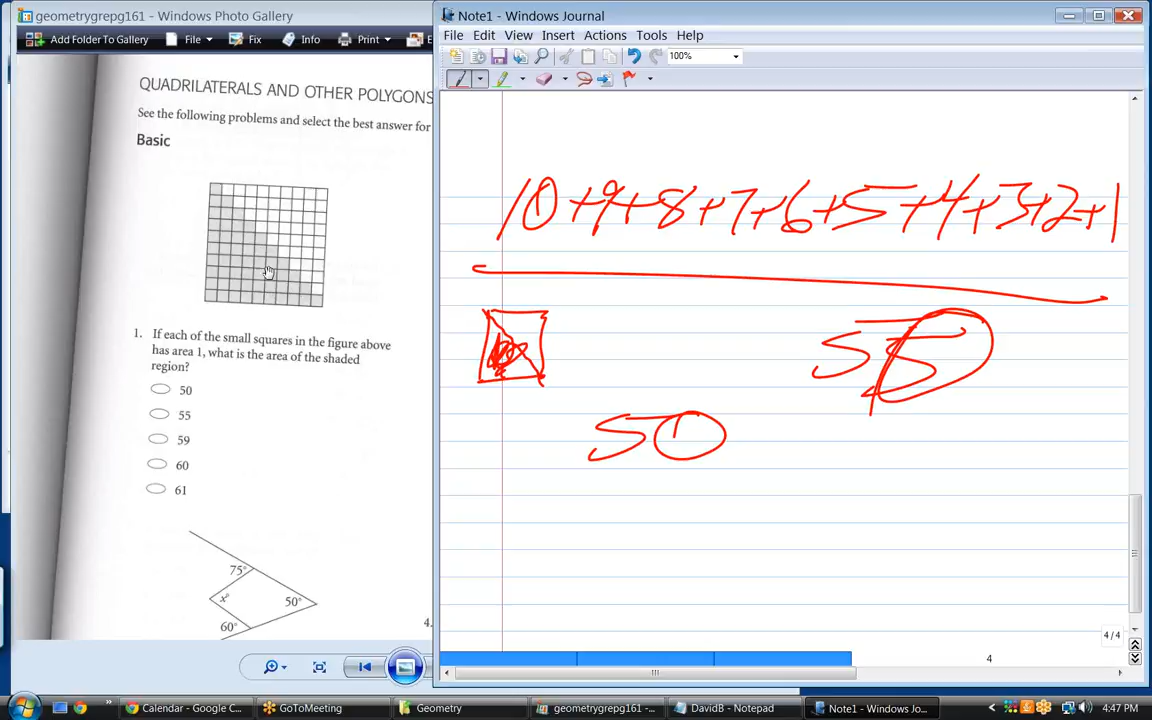 geometrygrepg161 - Windows Photo Gallery
Add Folder To Gallery File Fix Info Print E
QUADRILATERALS AND OTHER POLYGONS
See the following problems and select the best answer for
Basic
1. If each of the small squares in the figure above
has area 1, what is the area of the shaded
region?
50
55
59
60
61
75°
x°
50°
60°
4.
Note1 - Windows Journal
File Edit View Insert Actions Tools Help
100%
10+9+8+7+6+5+4+3+2+1
55
50
4/4
4
Calendar - Google C...
GoToMeeting
Geometry
geometrygrepg161 -...
DavidB - Notepad
Note1 - Windows Jo...
4:47 PM